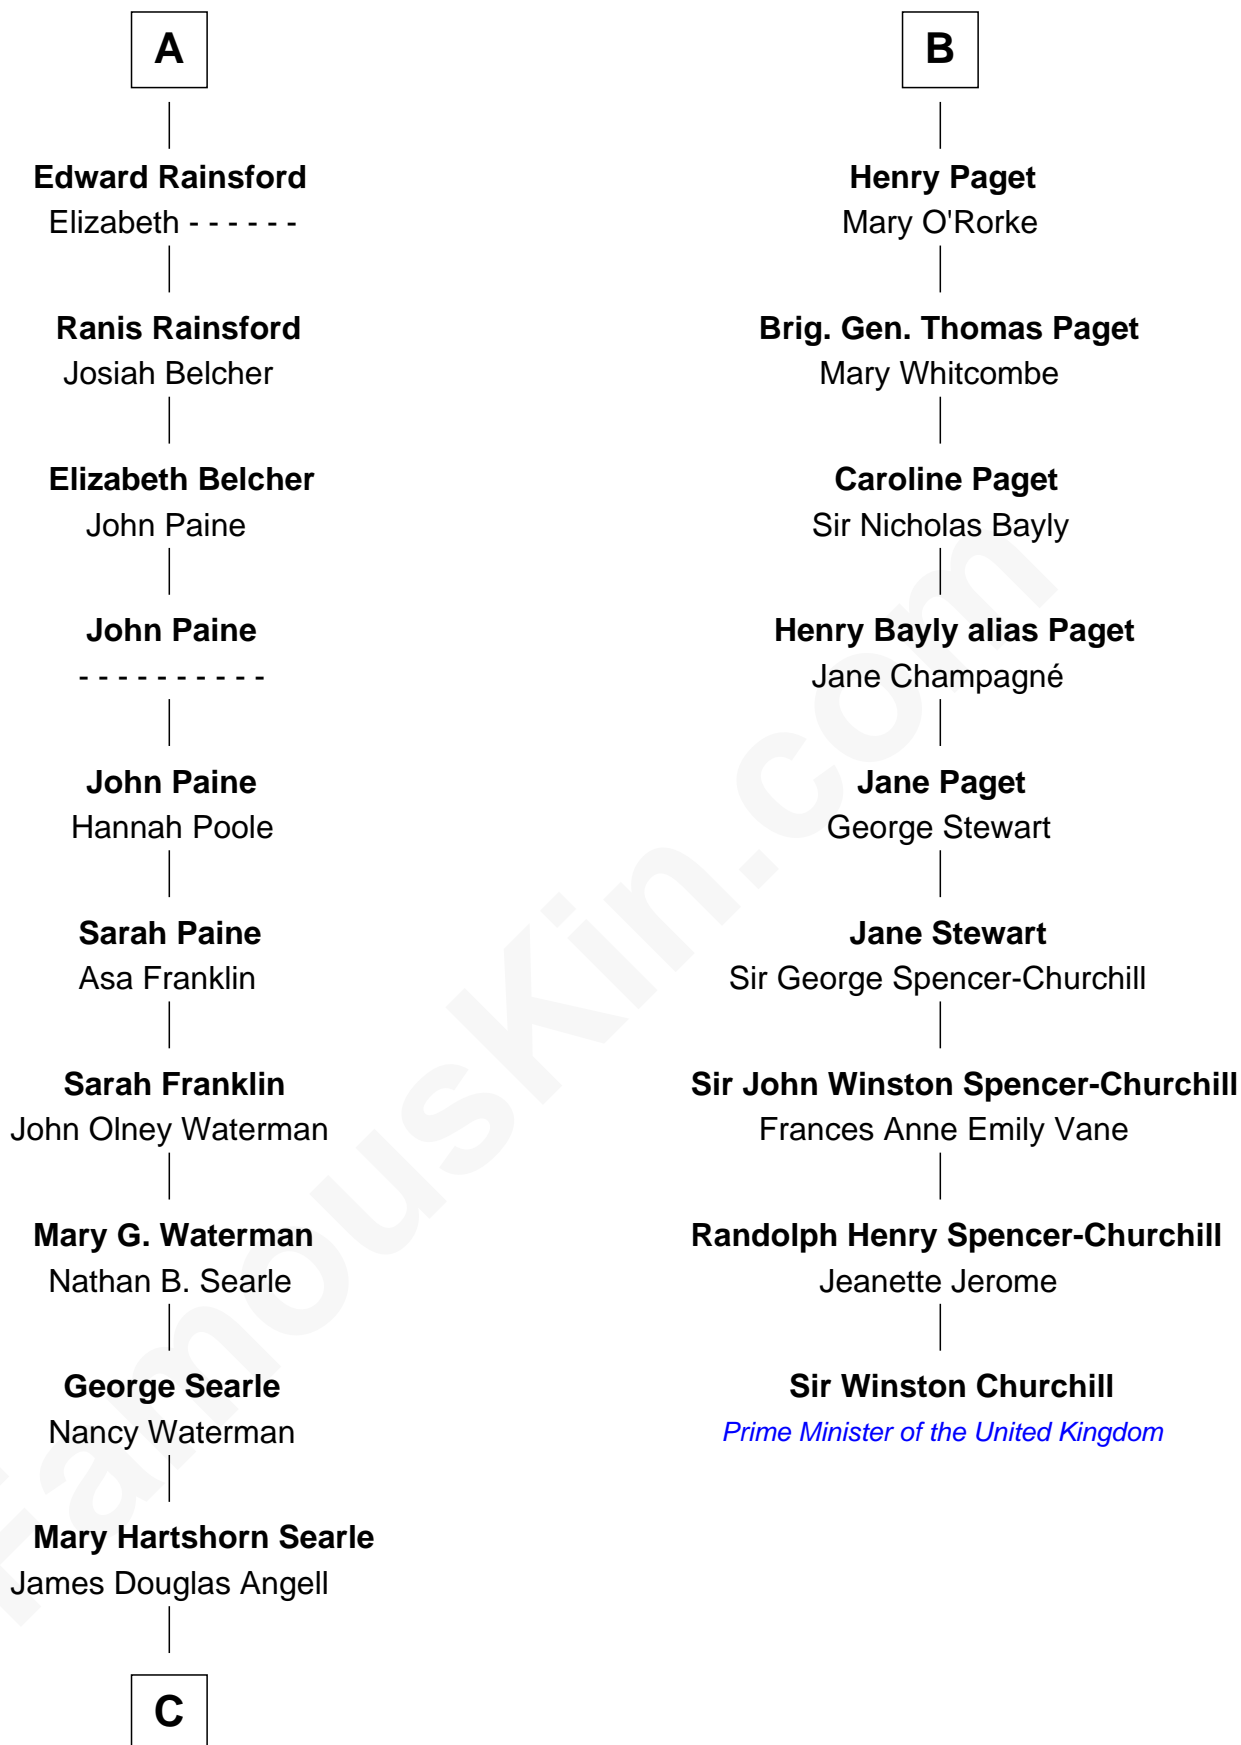 A
Edward Rainsford
Elizabeth - - - - - -
Ranis Rainsford
Josiah Belcher
Elizabeth Belcher
John Paine
John Paine
- - - - - - - - - -
John Paine
Hannah Poole
Sarah Paine
Asa Franklin
Sarah Franklin
John Olney Waterman
Mary G. Waterman
Nathan B. Searle
George Searle
Nancy Waterman
Mary Hartshorn Searle
James Douglas Angell
C
B
Henry Paget
Mary O'Rorke
Brig. Gen. Thomas Paget
Mary Whitcombe
Caroline Paget
Sir Nicholas Bayly
Henry Bayly alias Paget
Jane Champagné
Jane Paget
George Stewart
Jane Stewart
Sir George Spencer-Churchill
Sir John Winston Spencer-Churchill
Frances Anne Emily Vane
Randolph Henry Spencer-Churchill
Jeanette Jerome
Sir Winston Churchill
Prime Minister of the United Kingdom
FamousKin.com